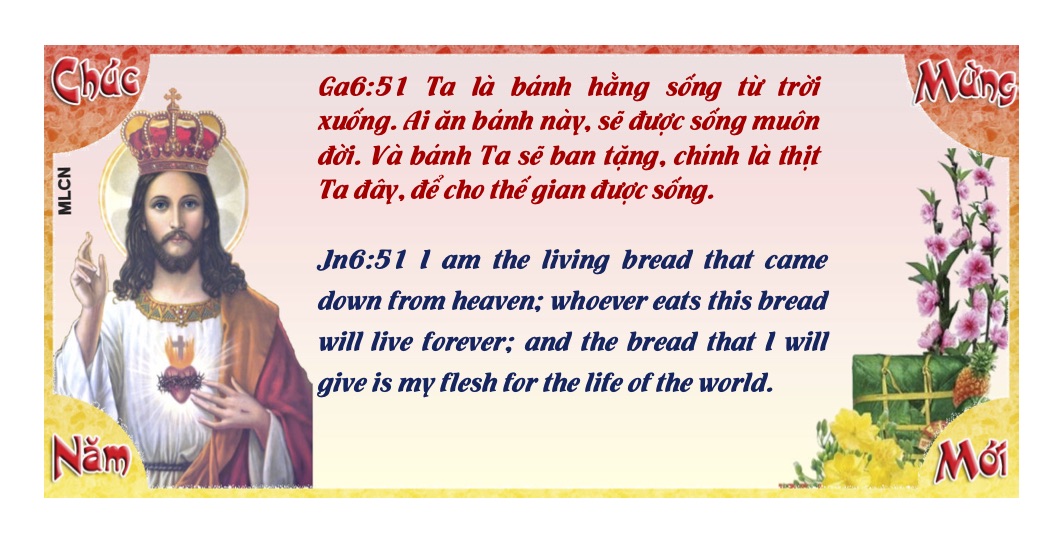 Chúc
Mừng
MLCN
Ga6:51 Ta là bánh hằng sống từ trời
xuống. Ai ăn bánh này, sẽ được sống muôn
đời. Và bánh Ta sẽ ban tặng, chính là thịt
Ta đây, để cho thế gian được sống.
Jn6:51 I am the living bread that came
down from heaven; whoever eats this bread
will live forever; and the bread that I will
give is my flesh for the life of the world.
Năm
Mới